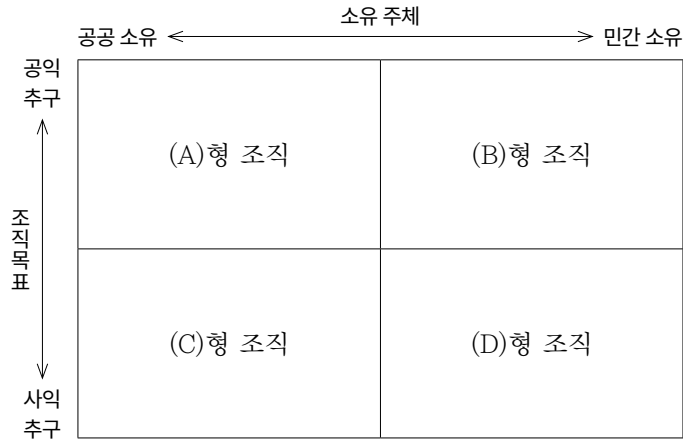 소유 주체
공공 소유
민간 소유
공익
추구
(A)형 조직
(B)형 조직
조직목표
(C)형 조직
(D)형 조직
사익
추구